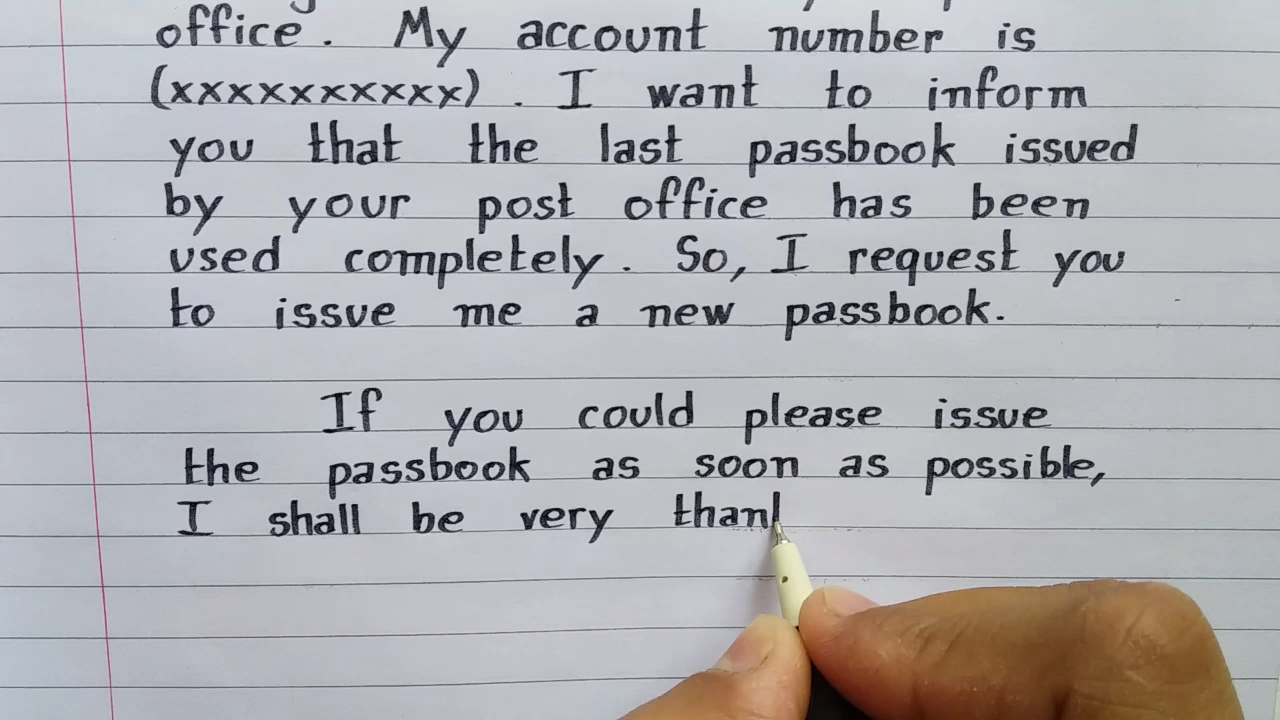 office. My account number is
(xxxxxxxxxx). I want to inform
you that the last passbook issued
by your post office has been
used completely. So, I request you
to issue me a new passbook.
If you could please issue
the passbook as soon as possible,
I shall be very